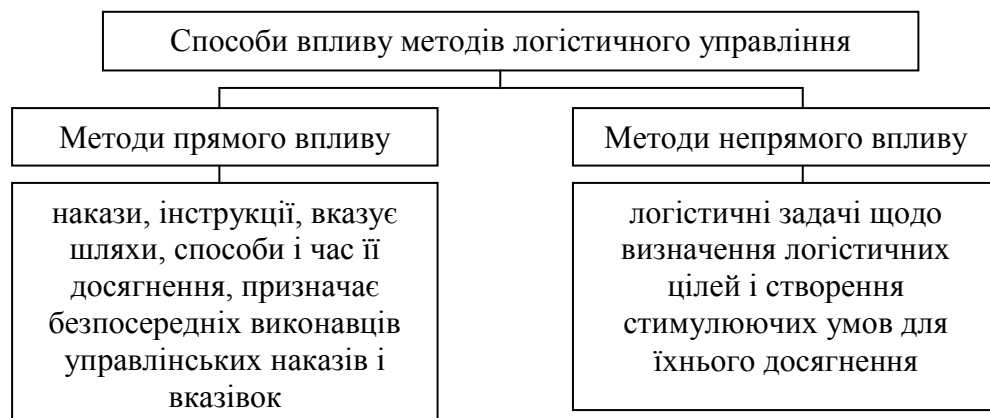 Способи впливу методів логістичного управління
Методи прямого впливу
Методи непрямого впливу
накази, інструкції, вказує
шляхи, способи і час її
досягнення, призначає
безпосередніх виконавців
управлінських наказів і
вказівок
логістичні задачі щодо
визначення логістичних
цілей і створення
стимулюючих умов для
їхнього досягнення